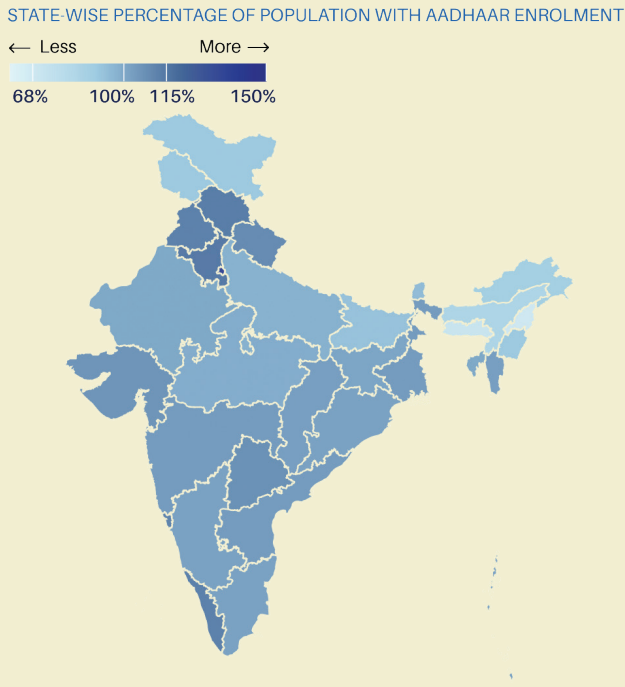 STATE-WISE PERCENTAGE OF POPULATION WITH AADHAAR ENROLMENT
← Less More →
68% 100% 115% 150%